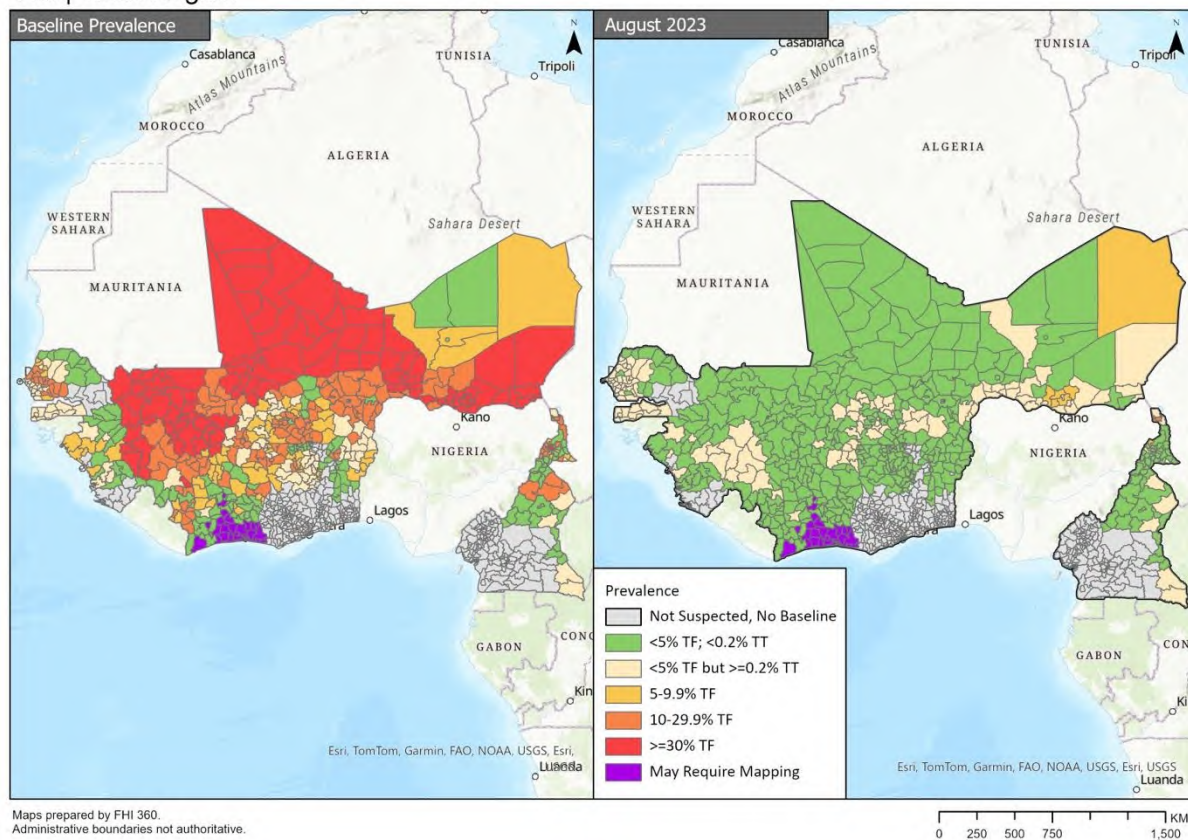 Baseline Prevalence
N
Casablanca
Atlas Mountains
TUNISIA
Tripoli
MOROCCO
ALGERIA
WESTERN
SAHARA
Sahara Desert
MAURITANIA
Kano
NIGERIA
Lagos
GABON
Esri, TomTom, Garmin, FAO, NOAA, USGS, Esri,
USGS
Luanda
August 2023
N
Casablanca
Atlas Mountains
TUNISIA
Tripoli
MOROCCO
ALGERIA
WESTERN
SAHARA
Sahara Desert
MAURITANIA
Kano
NIGERIA
Lagos
GABON
Prevalence
Not Suspected, No Baseline
<5% TF; <0.2% TT
<5% TF but >=0.2% TT
5-9.9% TF
10-29.9% TF
>=30% TF
May Require Mapping
Esri, TomTom, Garmin, FAO, NOAA, USGS, Esri, USGS
Luanda
Maps prepared by FHI 360.
Administrative boundaries not authoritative.
KM
0 250 500 750 1,500